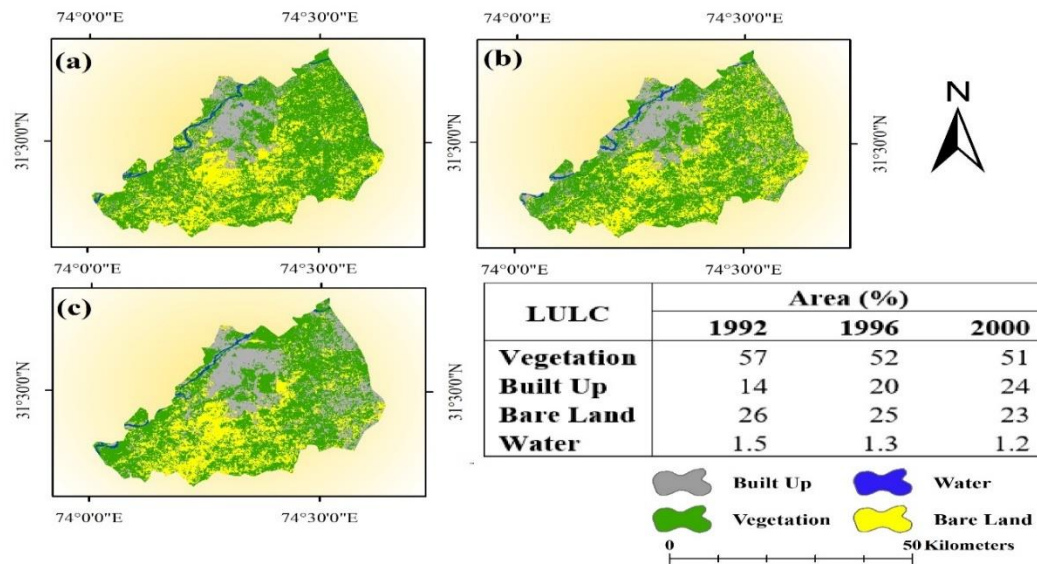 74°0'0"E 74°30'0"E 74°0'0"E 74°30'0"E
(a) (b) N
31°30'0"N 31°30'0"N
74°0'0"E 74°30'0"E 74°0'0"E 74°3.0'0"E
(c)
31°30'0"N 31°30'0"N
74°0'0"E 74°30'0"E
LULC Area (%)
1992 1996 2000
Vegetation 57 52 51
Built Up 14 20 24
Bare Land 26 25 23
Water 1.5 1.3 1.2
Built Up Water
Vegetation Bare Land
0 50 Kilometers